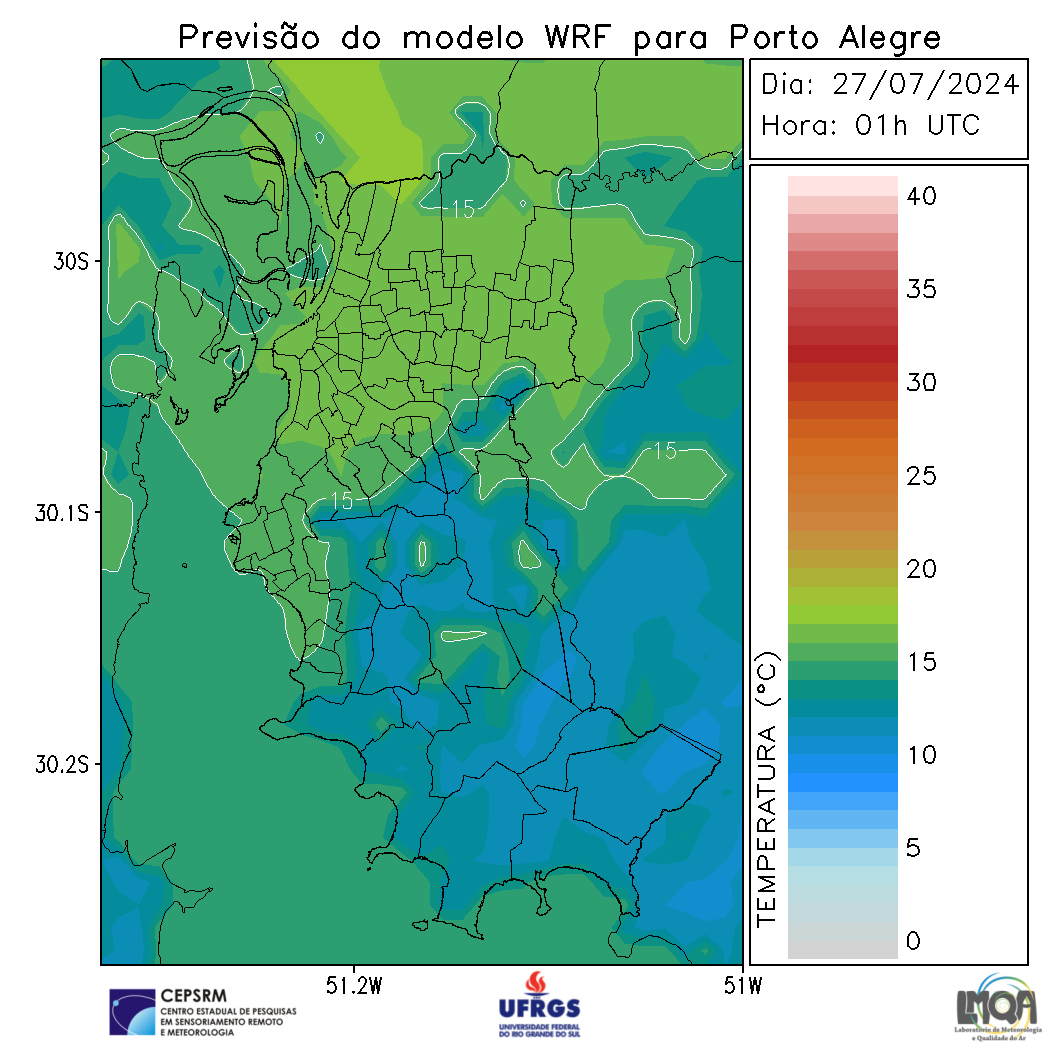 Previsão do modelo WRF para Porto Alegre
Dia: 27/07/2024
Hora: 01h UTC
30S
30.1S
30.2S
51.2W
51W
15
15
15
40
35
30
25
20
15
10
5
0
TEMPERATURA (°C)
CEPSRM
CENTRO ESTADUAL DE PESQUISAS
EM SENSORIAMENTO REMOTO
E METEOROLOGIA
UFRGS
UNIVERSIDADE FEDERAL
DO RIO GRANDE DO SUL
LMQA
Laboratório de Meteorologia
e Qualidade do Ar